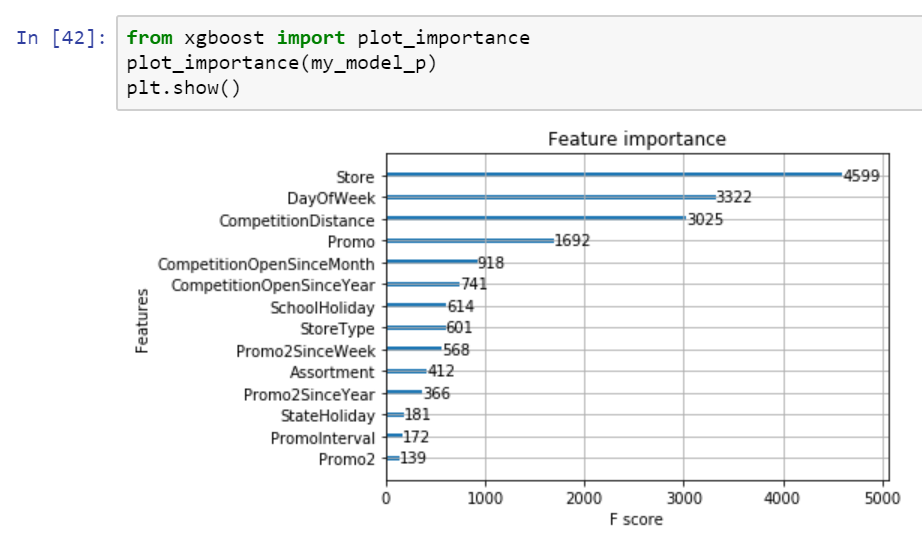 In [42]:
from xgboost import plot_importance
plot_importance(my_model_p)
plt.show()
Feature importance
Store 4599
DayOfWeek 3322
CompetitionDistance 3025
Promo 1692
CompetitionOpenSinceMonth 918
CompetitionOpenSinceYear 741
SchoolHoliday 614
StoreType 601
Promo2SinceWeek 568
Assortment 412
Promo2SinceYear 366
StateHoliday 181
PromoInterval 172
Promo2 139
Features
0 1000 2000 3000 4000 5000
F score